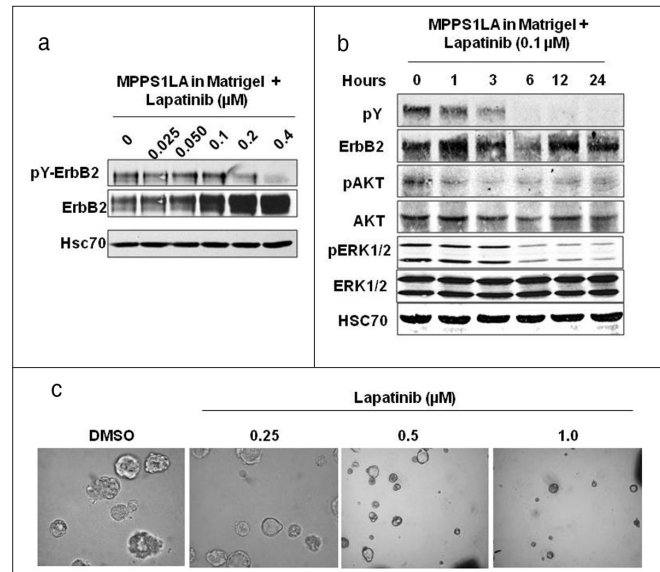 a
MPPS1LA in Matrigel +
Lapatinib (µM)
0 0.025 0.050 0.1 0.2 0.4
pY-ErbB2
ErbB2
Hsc70
b
MPPS1LA in Matrigel +
Lapatinib (0.1 µM)
Hours 0 1 3 6 12 24
pY
ErbB2
pAKT
AKT
pERK1/2
ERK1/2
HSC70
c
Lapatinib (µM)
DMSO 0.25 0.5 1.0